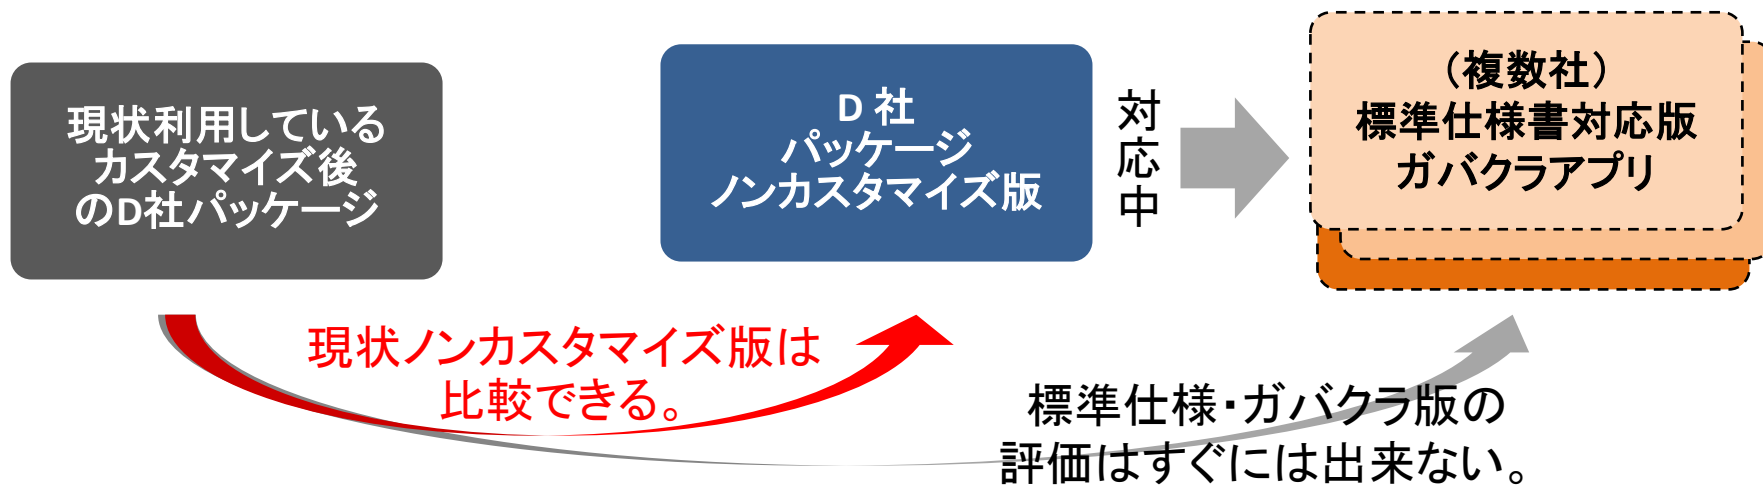 現状利用している
カスタマイズ後
のD社パッケージ
D 社
パッケージ
ノンカスタマイズ版
対応中
（複数社）
標準仕様書対応版
ガバクラアプリ
現状ノンカスタマイズ版は
比較できる。
標準仕様・ガバクラ版の
評価はすぐには出来ない。